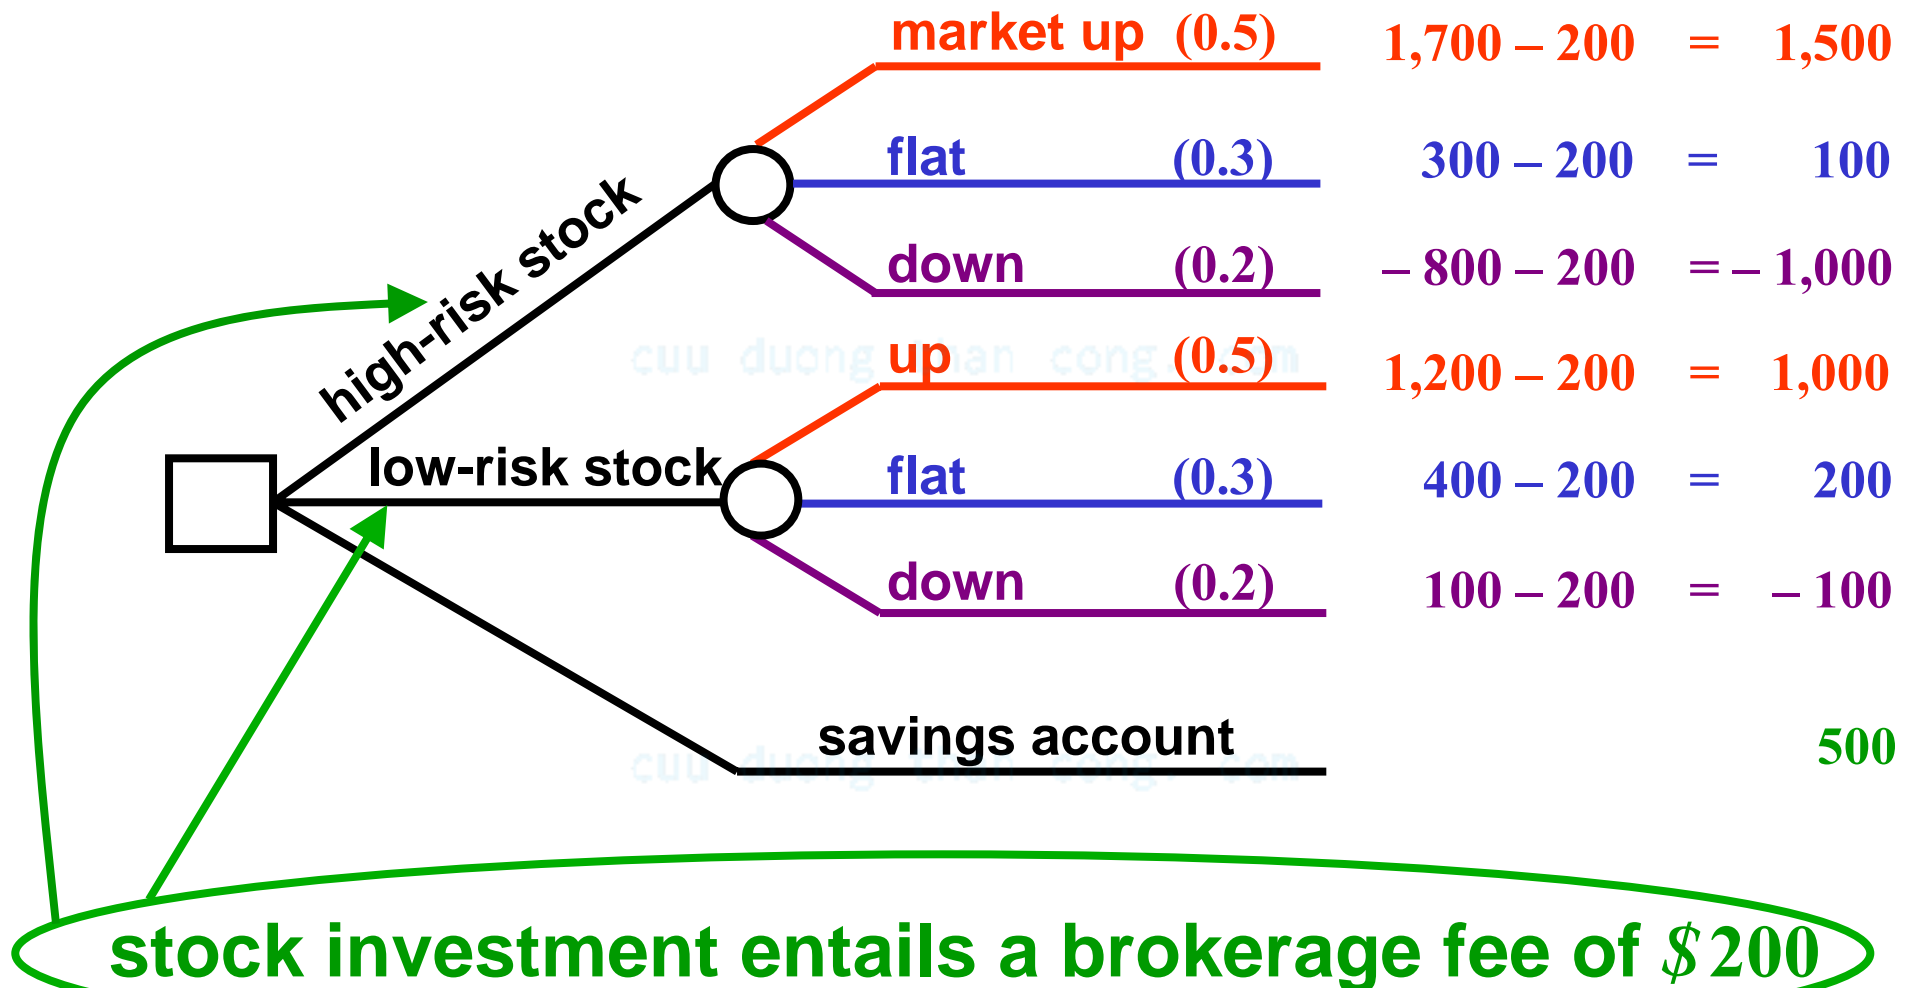 market up (0.5) 1,700 – 200 = 1,500
flat (0.3) 300 – 200 = 100
down (0.2) – 800 – 200 = – 1,000
high-risk stock
up (0.5) 1,200 – 200 = 1,000
low-risk stock
flat (0.3) 400 – 200 = 200
down (0.2) 100 – 200 = – 100
savings account 500
stock investment entails a brokerage fee of $200